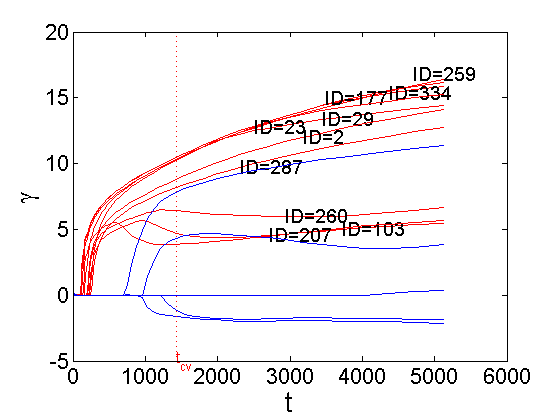 20
15
10
5
0
-5
γ
ID=259
ID=177
ID=334
ID=23
ID=29
ID=2
ID=287
ID=260
ID=103
ID=207
t_cv
0 1000 2000 3000 4000 5000 6000
t